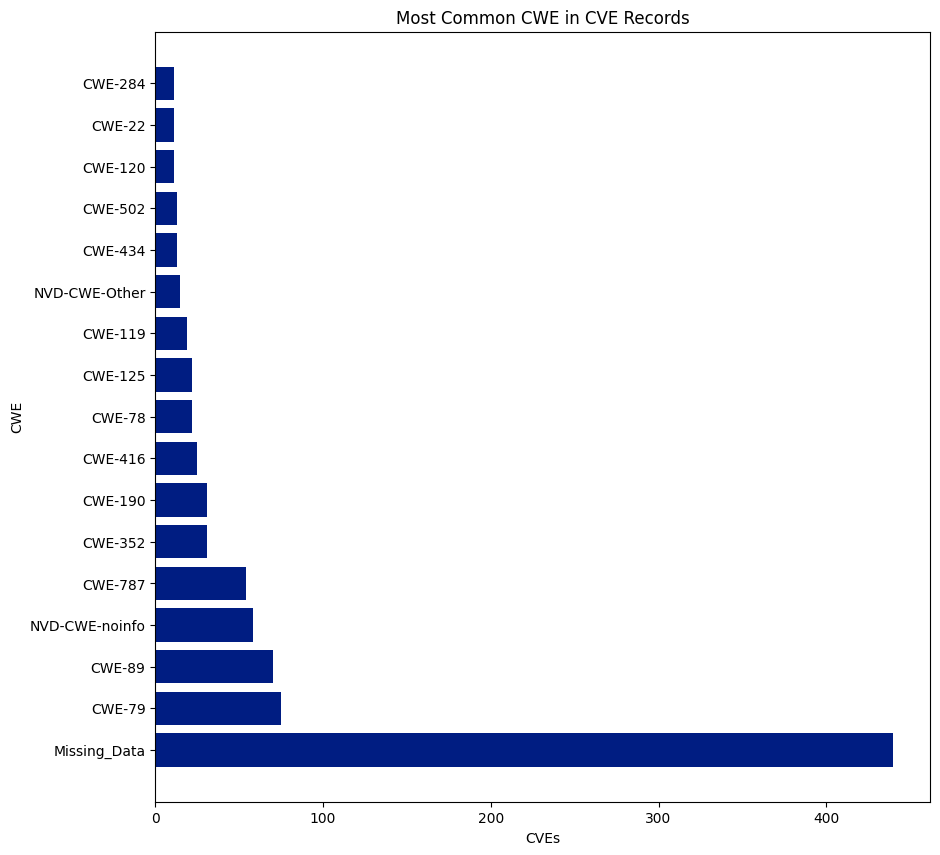 Most Common CWE in CVE Records
CWE-284
CWE-22
CWE-120
CWE-502
CWE-434
NVD-CWE-Other
CWE-119
CWE-125
CWE-78
CWE-416
CWE-190
CWE-352
CWE-787
NVD-CWE-noinfo
CWE-89
CWE-79
Missing_Data
CWE
0 100 200 300 400
CVEs